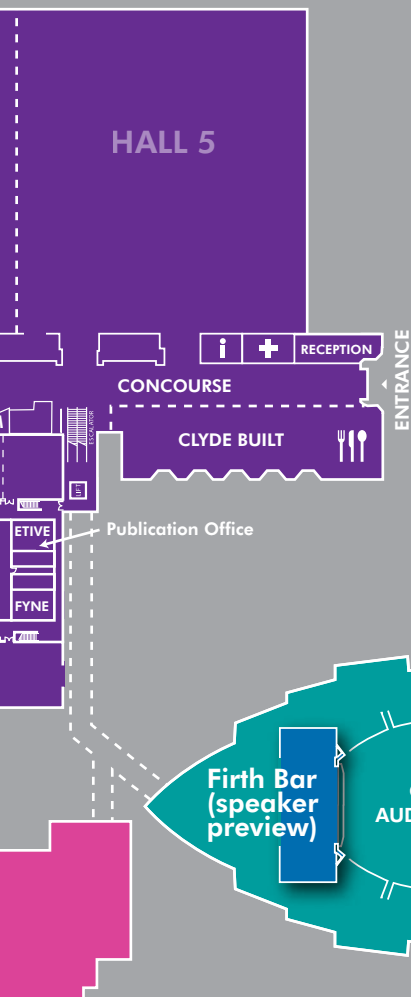 HALL 5
i
RECEPTION
ENTRANCE
CONCOURSE
ESCALATOR
CLYDE BUILT
LIFT
ETIVE
Publication Office
FYNE
Firth Bar
(speaker
preview)
AUD